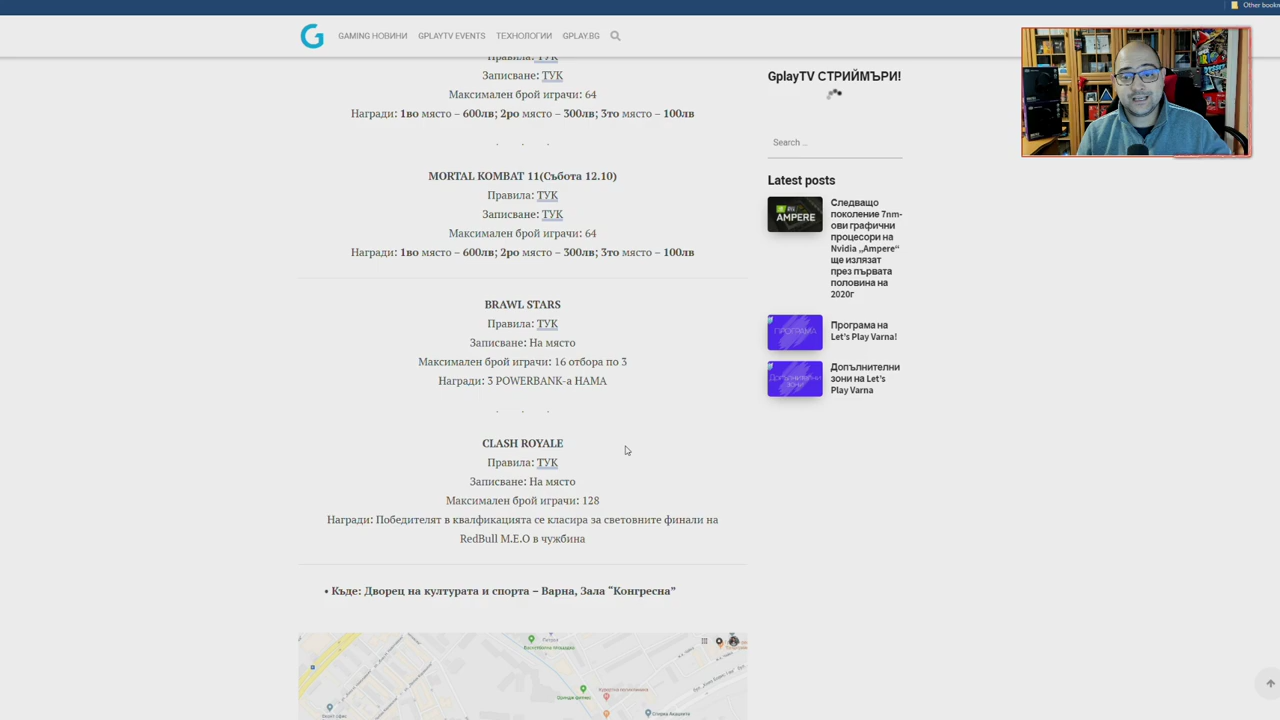 Other bookm
G
GAMING НОВИНИ
GPLAYTV EVENTS
ТЕХНОЛОГИИ
GPLAY.BG
Правила: ТУК
Записване: ТУК
Максимален брой играчи: 64
Награди: 1во място – 600лв; 2ро място – 300лв; 3то място – 100лв
. . .
MORTAL KOMBAT 11(Събота 12.10)
Правила: ТУК
Записване: ТУК
Максимален брой играчи: 64
Награди: 1во място – 600лв; 2ро място – 300лв; 3то място – 100лв
BRAWL STARS
Правила: ТУК
Записване: На място
Максимален брой играчи: 16 отбора по 3
Награди: 3 POWERBANK-а HAMA
. . .
CLASH ROYALE
Правила: ТУК
Записване: На място
Максимален брой играчи: 128
Награди: Победителят в квалфикацията се класира за световните финали на
RedBull M.E.O в чужбина
• Къде: Дворец на културата и спорта – Варна, Зала “Конгресна”
GplayTV СТРИЙМЪРИ!
Search ...
Latest posts
AMPERE
Следващо
поколение 7nm-
ови графични
процесори на
Nvidia „Ampere“
ще излязат
през първата
половина на
2020г
ПРОГРАМА
Програма на
Let’s Play Varna!
Допълнителни
зони на Let’s
Play Varna